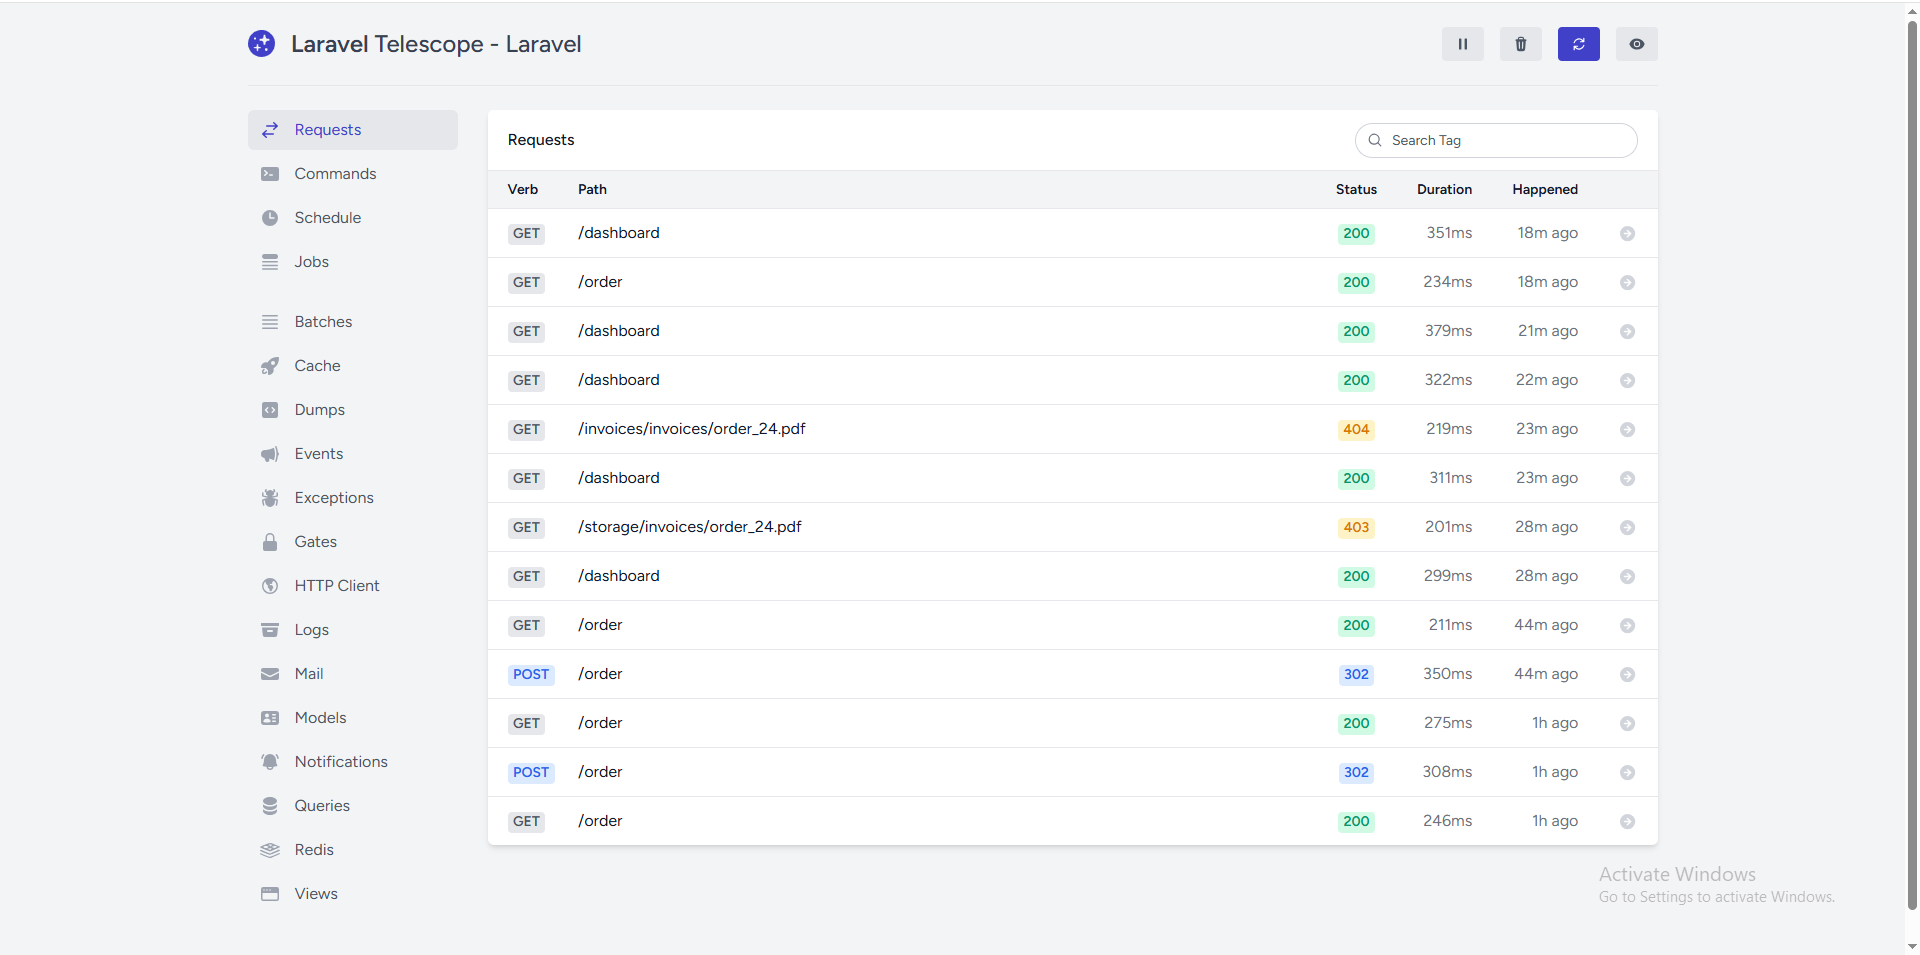 Laravel Telescope - Laravel
Requests
Commands
Schedule
Jobs
Batches
Cache
Dumps
Events
Exceptions
Gates
HTTP Client
Logs
Mail
Models
Notifications
Queries
Redis
Views
Requests
Search Tag
Verb Path Status Duration Happened
GET /dashboard 200 351ms 18m ago
GET /order 200 234ms 18m ago
GET /dashboard 200 379ms 21m ago
GET /dashboard 200 322ms 22m ago
GET /invoices/invoices/order_24.pdf 404 219ms 23m ago
GET /dashboard 200 311ms 23m ago
GET /storage/invoices/order_24.pdf 403 201ms 28m ago
GET /dashboard 200 299ms 28m ago
GET /order 200 211ms 44m ago
POST /order 302 350ms 44m ago
GET /order 200 275ms 1h ago
POST /order 302 308ms 1h ago
GET /order 200 246ms 1h ago
Activate Windows
Go to Settings to activate Windows.